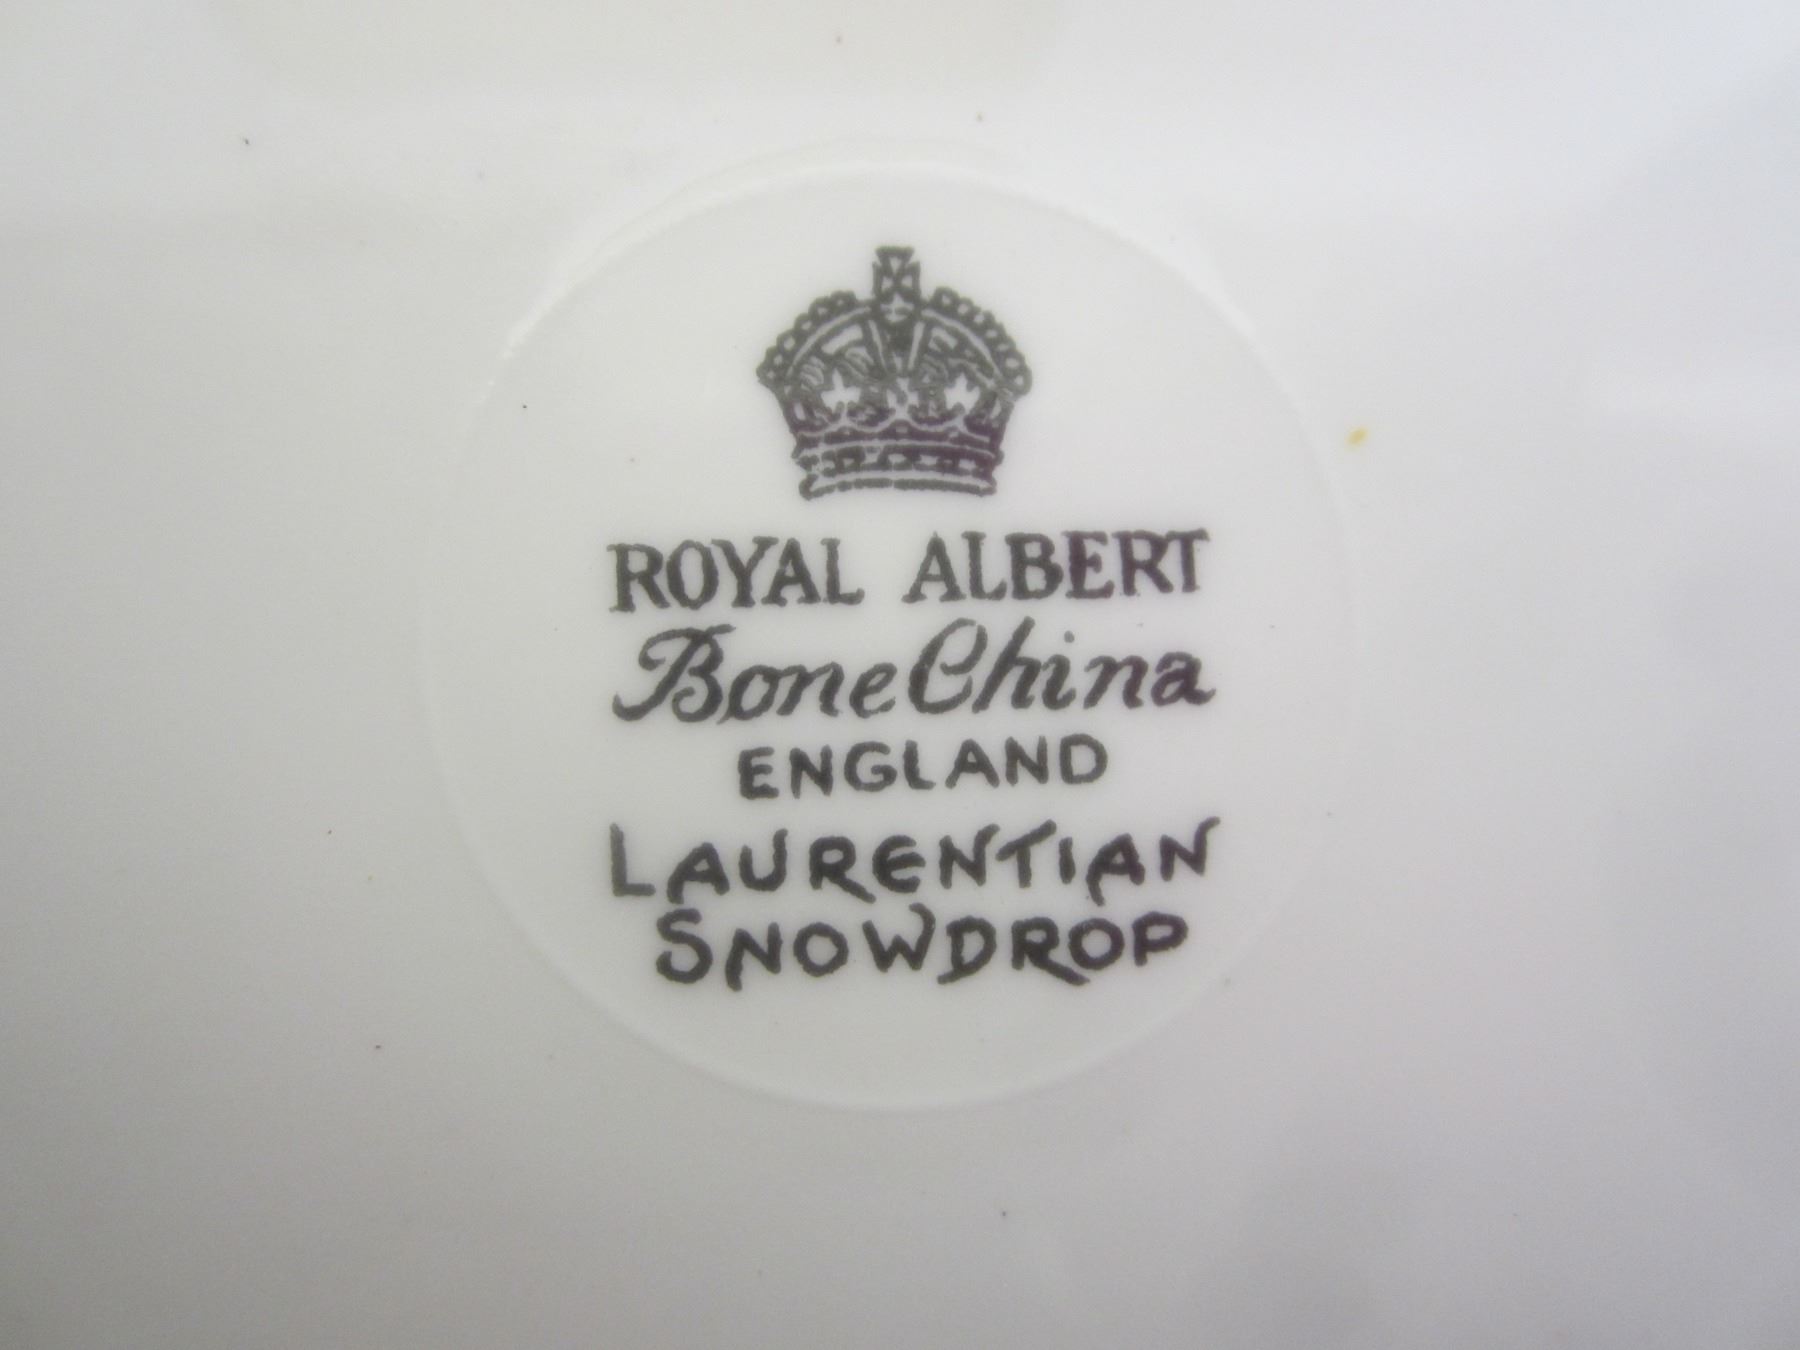 ROYAL ALBERT
Bone China
ENGLAND
LAURENTIAN
SNOWDROP